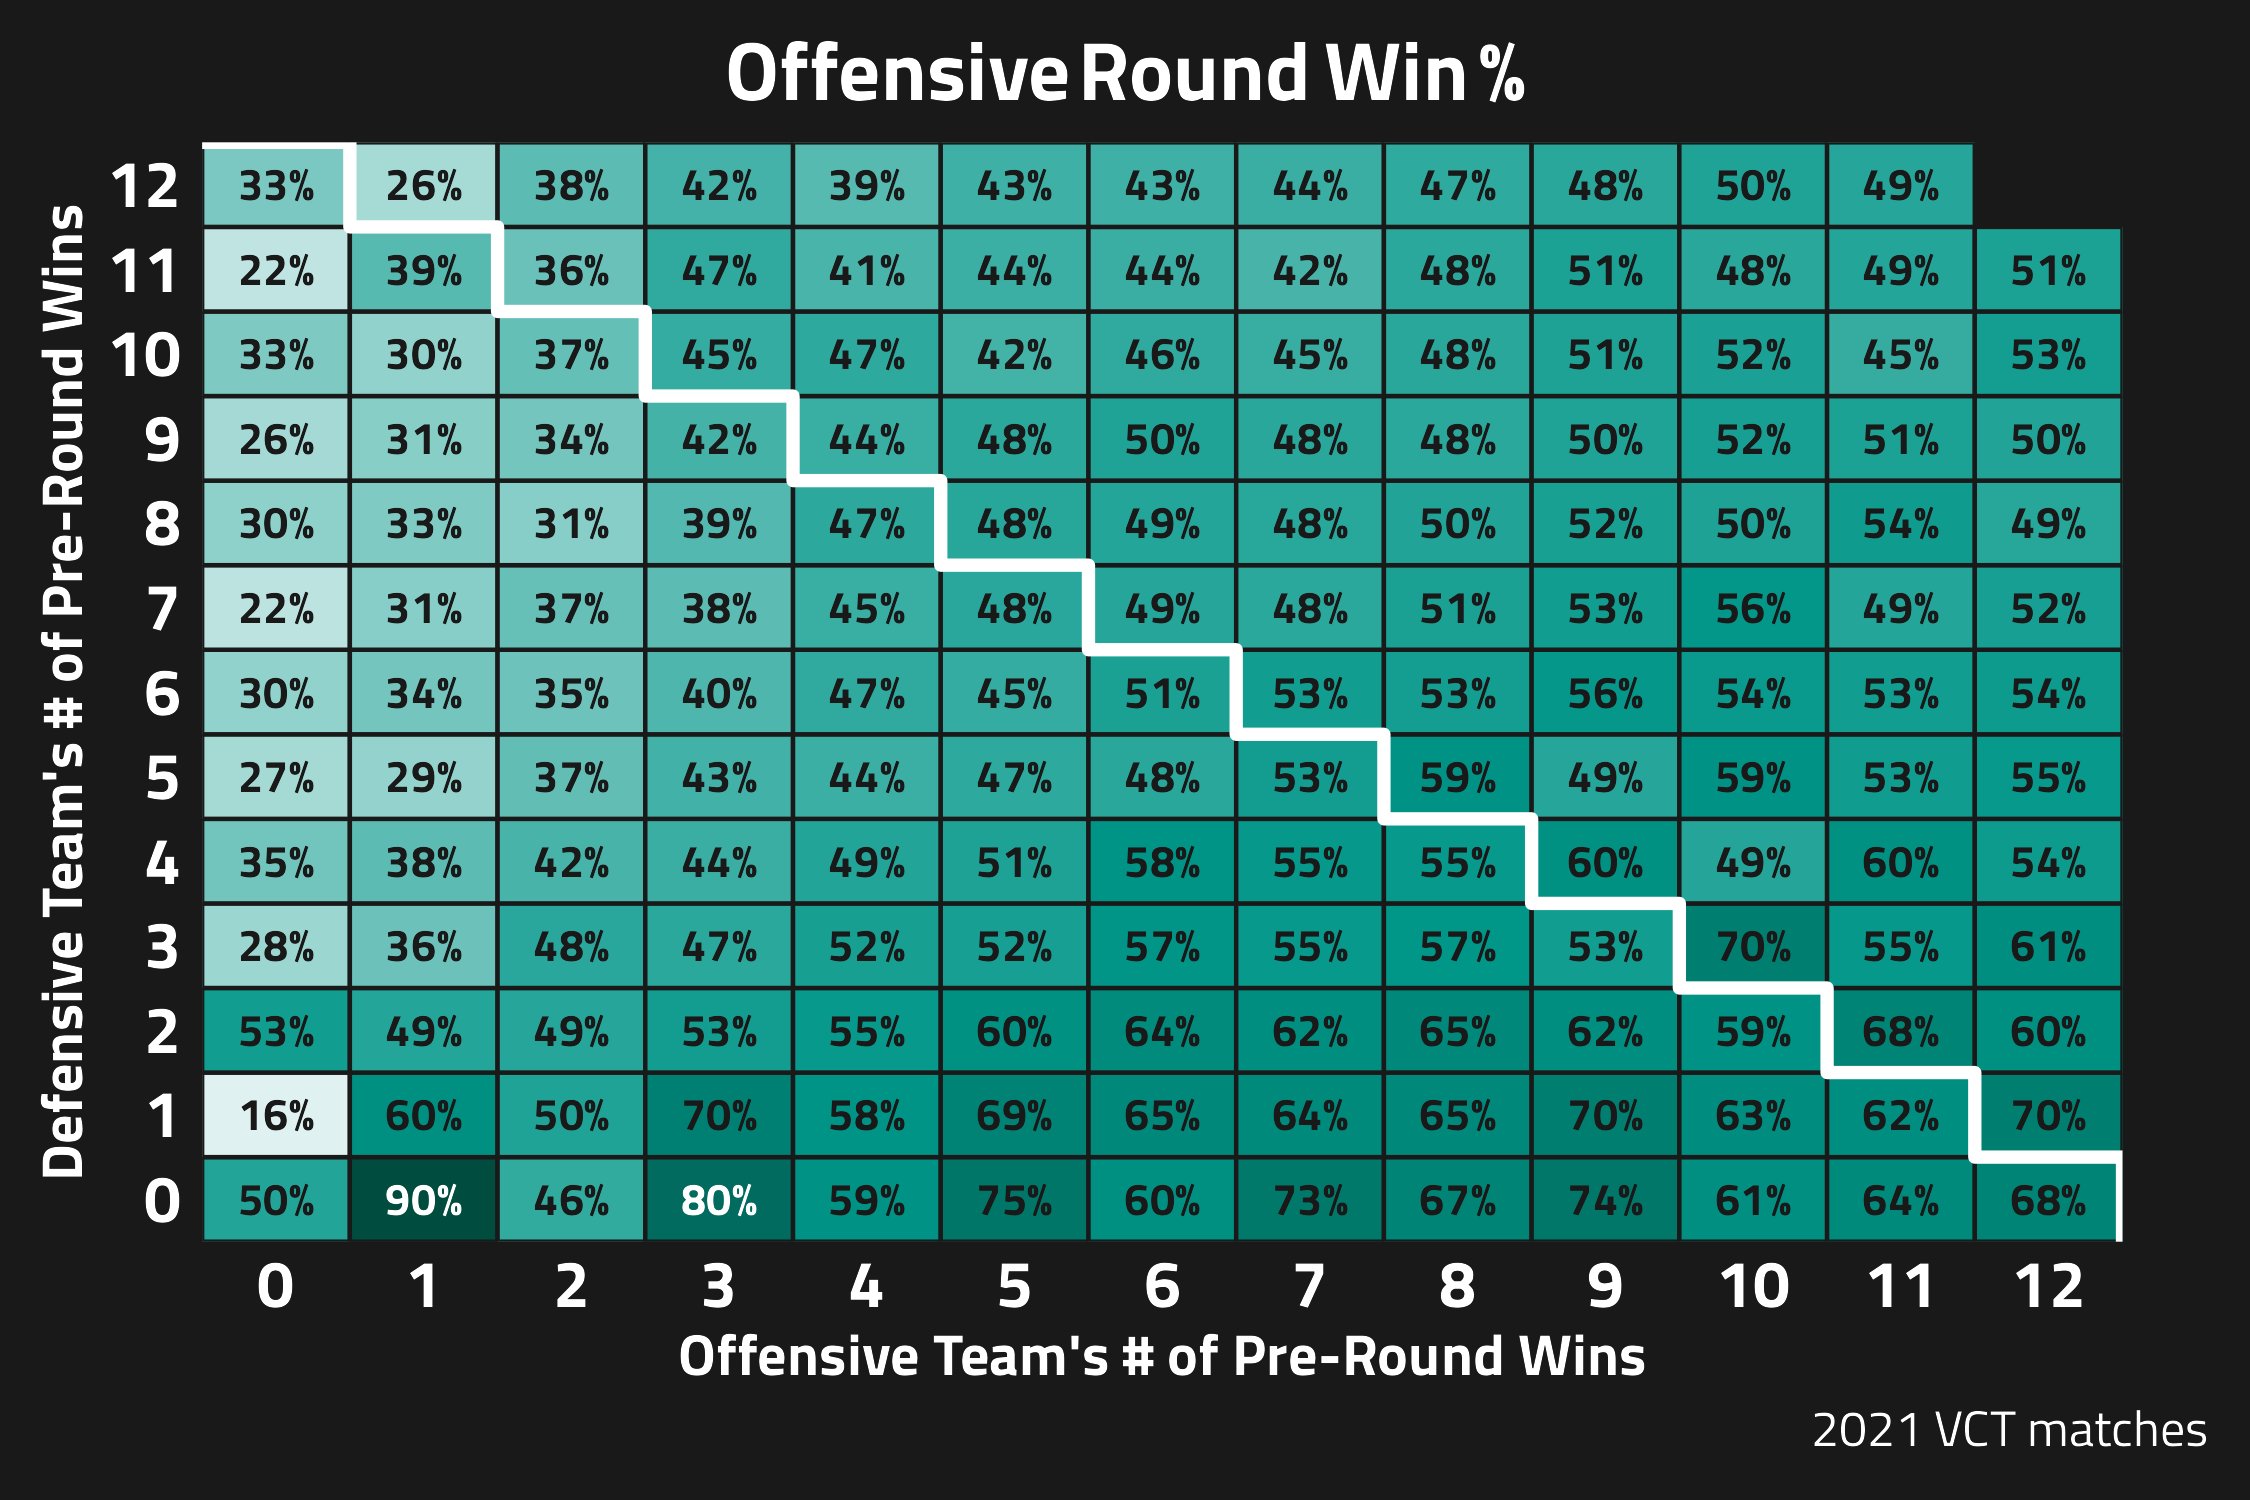 Offensive Round Win %
Defensive Team's # of Pre-Round Wins
12 33% 26% 38% 42% 39% 43% 43% 44% 47% 48% 50% 49%
11 22% 39% 36% 47% 41% 44% 44% 42% 48% 51% 48% 49% 51%
10 33% 30% 37% 45% 47% 42% 46% 45% 48% 51% 52% 45% 53%
9 26% 31% 34% 42% 44% 48% 50% 48% 48% 50% 52% 51% 50%
8 30% 33% 31% 39% 47% 48% 49% 48% 50% 52% 50% 54% 49%
7 22% 31% 37% 38% 45% 48% 49% 48% 51% 53% 56% 49% 52%
6 30% 34% 35% 40% 47% 45% 51% 53% 53% 56% 54% 53% 54%
5 27% 29% 37% 43% 44% 47% 48% 53% 59% 49% 59% 53% 55%
4 35% 38% 42% 44% 49% 51% 58% 55% 55% 60% 49% 60% 54%
3 28% 36% 48% 47% 52% 52% 57% 55% 57% 53% 70% 55% 61%
2 53% 49% 49% 53% 55% 60% 64% 62% 65% 62% 59% 68% 60%
1 16% 60% 50% 70% 58% 69% 65% 64% 65% 70% 63% 62% 70%
0 50% 90% 46% 80% 59% 75% 60% 73% 67% 74% 61% 64% 68%
0 1 2 3 4 5 6 7 8 9 10 11 12
Offensive Team's # of Pre-Round Wins
2021 VCT matches